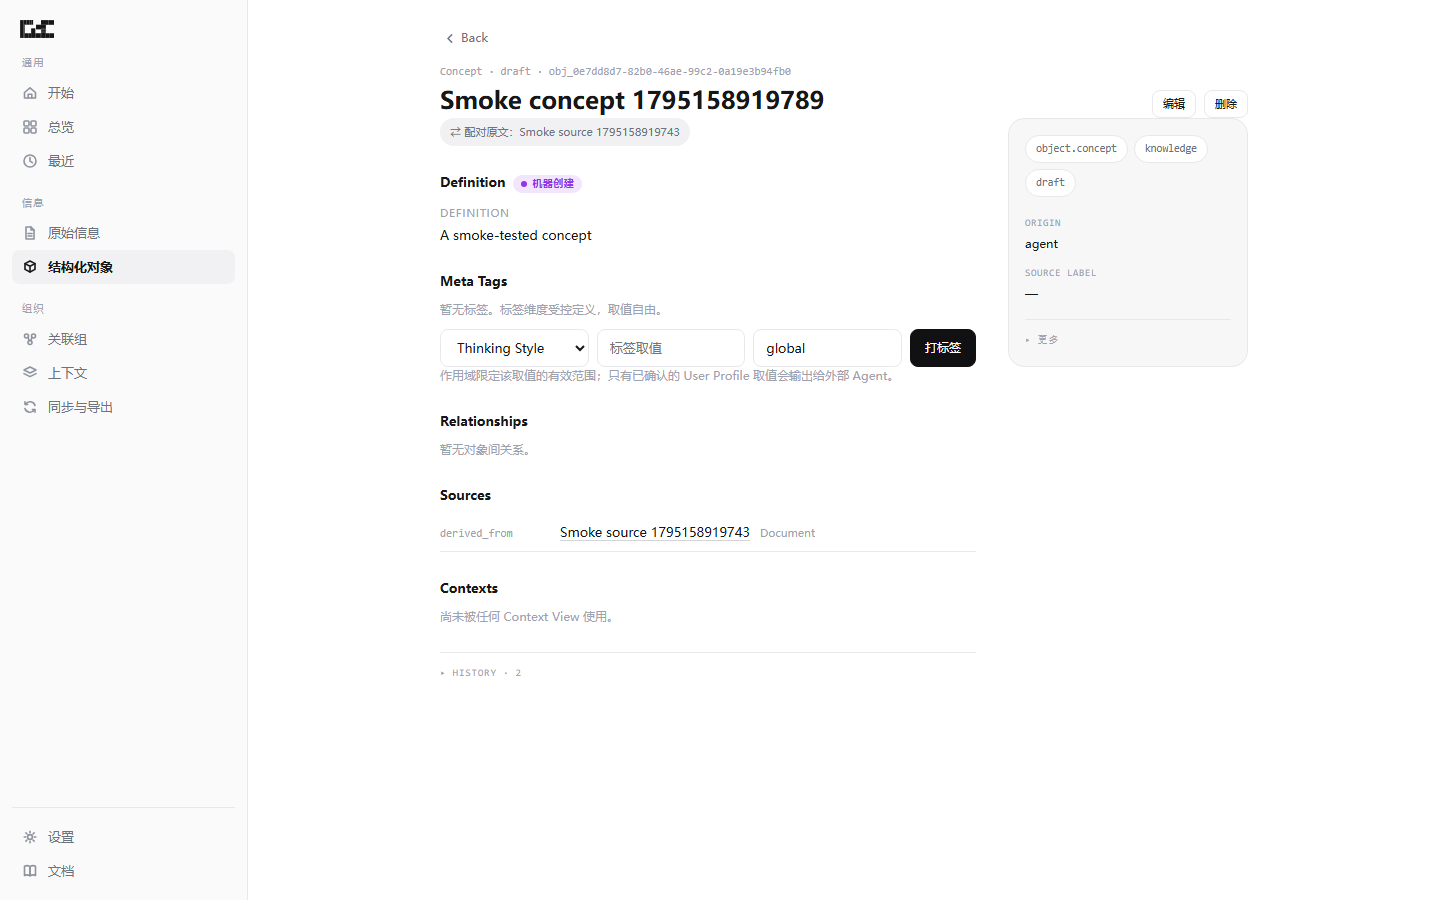 通用
开始
总览
最近
信息
原始信息
结构化对象
组织
关联组
上下文
同步与导出
设置
文档
Back
Concept · draft · obj_0e7dd8d7-82b0-46ae-99c2-0a19e3b94fb0
Smoke concept 1795158919789
编辑
删除
⇄ 配对原文：Smoke source 1795158919743
Definition
机器创建
DEFINITION
A smoke-tested concept
Meta Tags
暂无标签。标签维度受控定义，取值自由。
Thinking Style
标签取值
global
打标签
作用域限定该取值的有效范围；只有已确认的 User Profile 取值会输出给外部 Agent。
Relationships
暂无对象间关系。
Sources
derived_from
Smoke source 1795158919743
Document
Contexts
尚未被任何 Context View 使用。
▸ HISTORY · 2
object.concept
knowledge
draft
ORIGIN
agent
SOURCE LABEL
—
▸ 更多